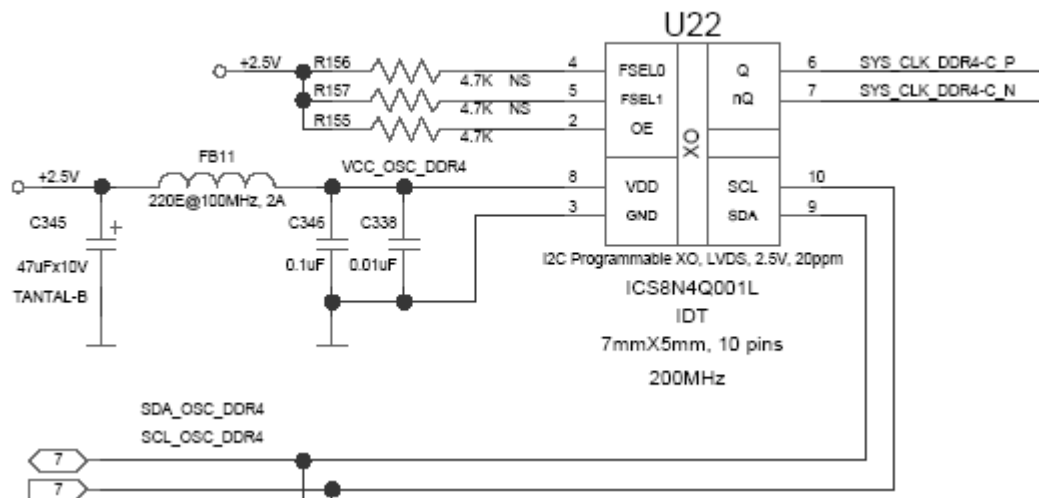 U22
+2.5V R156 4.7K NS 4 FSEL0 Q 6 SYS_CLK_DDR4-C_P
R157 4.7K NS 5 FSEL1 nQ 7 SYS_CLK_DDR4-C_N
R155 4.7K 2 OE
XO
FB11 VCC_OSC_DDR4
+2.5V 220E@100MHz, 2A 8 VDD SCL 10
C345 + C346 C338 3 GND SDA 9
47uFx10V 0.1uF 0.01uF
TANTAL-B
I2C Programmable XO, LVDS, 2.5V, 20ppm
ICS8N4Q001L
IDT
7mmX5mm, 10 pins
200MHz
SDA_OSC_DDR4
SCL_OSC_DDR4
7
7